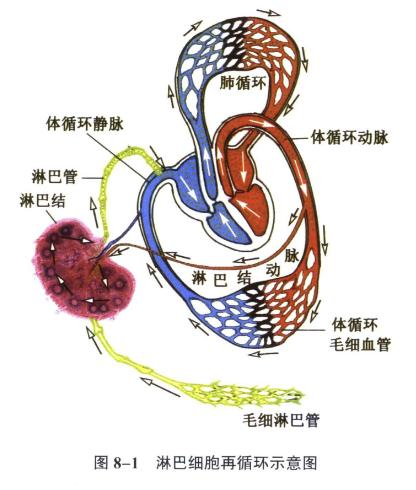 肺循环
体循环静脉
体循环动脉
淋巴管
淋巴结
淋巴结动脉
体循环
毛细血管
毛细淋巴管
图 8-1 淋巴细胞再循环示意图